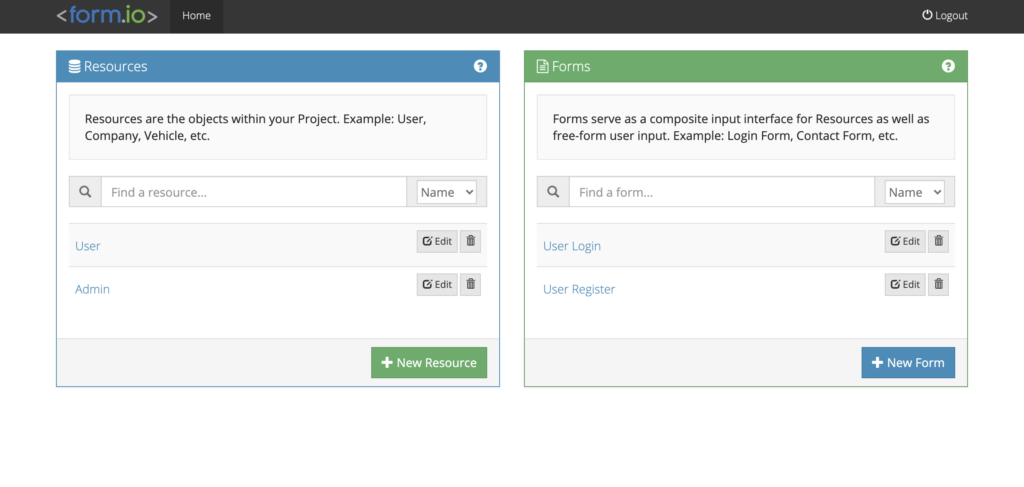 <form.io>
Home
Logout
Resources
Resources are the objects within your Project. Example: User,
Company, Vehicle, etc.
Find a resource...
Name
User
Edit
Admin
Edit
New Resource
Forms
Forms serve as a composite input interface for Resources as well as
free-form user input. Example: Login Form, Contact Form, etc.
Find a form...
Name
User Login
Edit
User Register
Edit
New Form